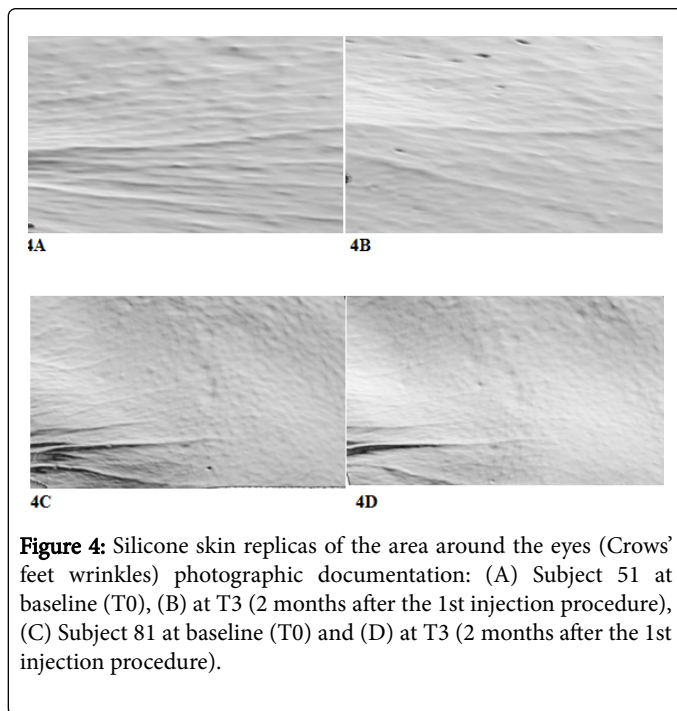 4A
4B
4C
4D
Figure 4: Silicone skin replicas of the area around the eyes (Crows'
feet wrinkles) photographic documentation: (A) Subject 51 at
baseline (T0), (B) at T3 (2 months after the 1st injection procedure),
(C) Subject 81 at baseline (T0) and (D) at T3 (2 months after the 1st
injection procedure).